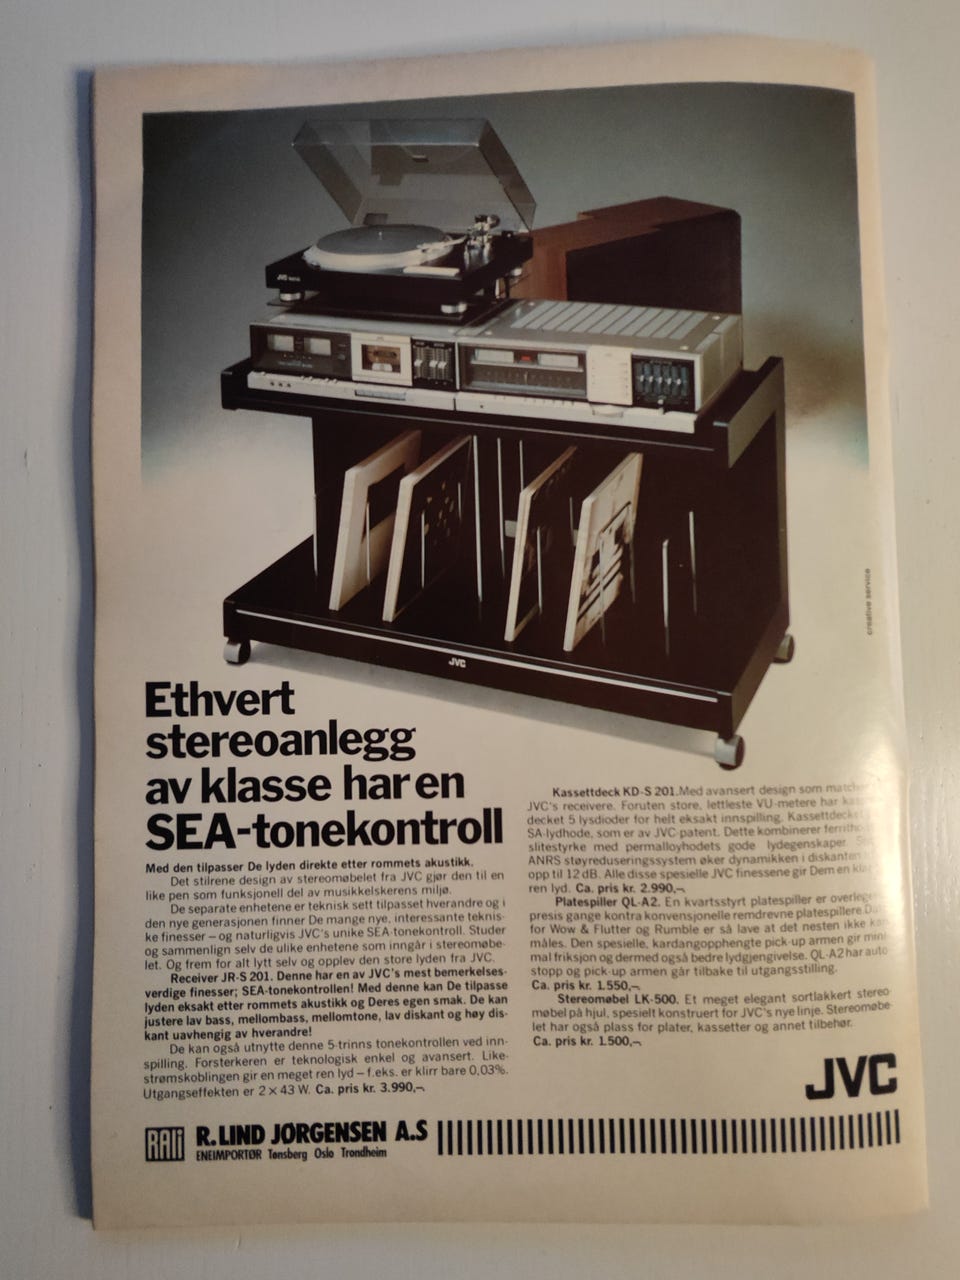 JVC
creative service
Ethvert
stereoanlegg
av klasse har en
SEA-tonekontroll
Med den tilpasser De lyden direkte etter rommets akustikk.
Det stilrene design av stereomøbelet fra JVC gjør den til en
like pen som funksjonell del av musikkelskerens miljø.
De separate enhetene er teknisk sett tilpasset hverandre og i
den nye generasjonen finner De mange nye, interessante teknis-
ke finesser – og naturligvis JVC's unike SEA-tonekontroll. Studer
og sammenlign selv de ulike enhetene som inngår i stereomøbe-
let. Og frem for alt lytt selv og opplev den store lyden fra JVC.
Receiver JR-S 201. Denne har en av JVC's mest bemerkelses-
verdige finesser; SEA-tonekontrollen! Med denne kan De tilpasse
lyden eksakt etter rommets akustikk og Deres egen smak. De kan
justere lav bass, mellombass, mellomtone, lav diskant og høy dis-
kant uavhengig av hverandre!
De kan også utnytte denne 5-trinns tonekontrollen ved inn-
spilling. Forsterkeren er teknologisk enkel og avansert. Like-
strømskoblingen gir en meget ren lyd – f.eks. er klirr bare 0,03%.
Utgangseffekten er 2 × 43 W. Ca. pris kr. 3.990,–
Kassettdeck KD-S 201. Med avansert design som
JVC's receivere. Foruten store, lettleste VU-metere har
decket 5 lysdioder for helt eksakt innspilling.
SA-lydhode, som er av JVC patent. Dette kombinerer
slitestyrke med permalloyhodets gode lydegenskaper.
ANRS støyreduseringssystem øker dynamikken i diskanten
opp til 12 dB. Alle disse spesielle JVC finessene gir Dem en
ren lyd. Ca. pris kr. 2.990,–
Platespiller QL-A2. En kvartsstyrt platespiller er
presis gange kontra konvensjonelle remdrevne platespillere.
for Wow & Flutter og Rumble er så lave at det nesten ikke
måles. Den spesielle, kardangopphengte pick-up armen gir
mal friksjon og dermed også bedre lydgjengivelse. QL-A2 har auto
stopp og pick-up armen går tilbake til utgangsstilling.
Ca. pris kr. 1.550,–
Stereomøbel LK-500. Et meget elegant sortlakkert stereo-
møbel på hjul, spesielt konstruert for JVC's nye linje. Stereomøbe-
let har også plass for plater, kassetter og annet tilbehør.
Ca. pris kr. 1.500,–
JVC
RALI R. LIND JØRGENSEN A.S
ENEIMPORTØR Tønsberg Oslo Trondheim